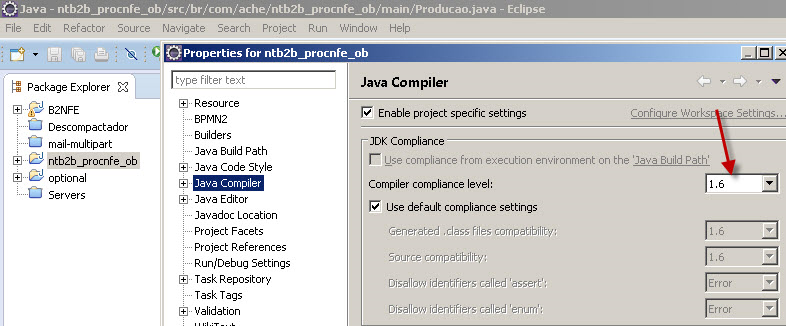 Java - ntb2b_procnfe_ob/src/br/com/ache/ntb2b_procnfe_ob/main/Producao.java - Eclipse
File Edit Refactor Source Navigate Search Project Run Window Help
Properties for ntb2b_procnfe_ob
Package Explorer
B2NFE
Descompactador
mail-multipart
ntb2b_procnfe_ob
optional
Servers
type filter text
Resource
BPMN2
Builders
Java Build Path
Java Code Style
Java Compiler
Java Editor
Javadoc Location
Project Facets
Project References
Run/Debug Settings
Task Repository
Task Tags
Validation
WikiText
Java Compiler
Enable project specific settings
Configure Workspace Settings...
JDK Compliance
Use compliance from execution environment on the 'Java Build Path'
Compiler compliance level: 1.6
Use default compliance settings
Generated .class files compatibility: 1.6
Source compatibility: 1.6
Disallow identifiers called 'assert': Error
Disallow identifiers called 'enum': Error